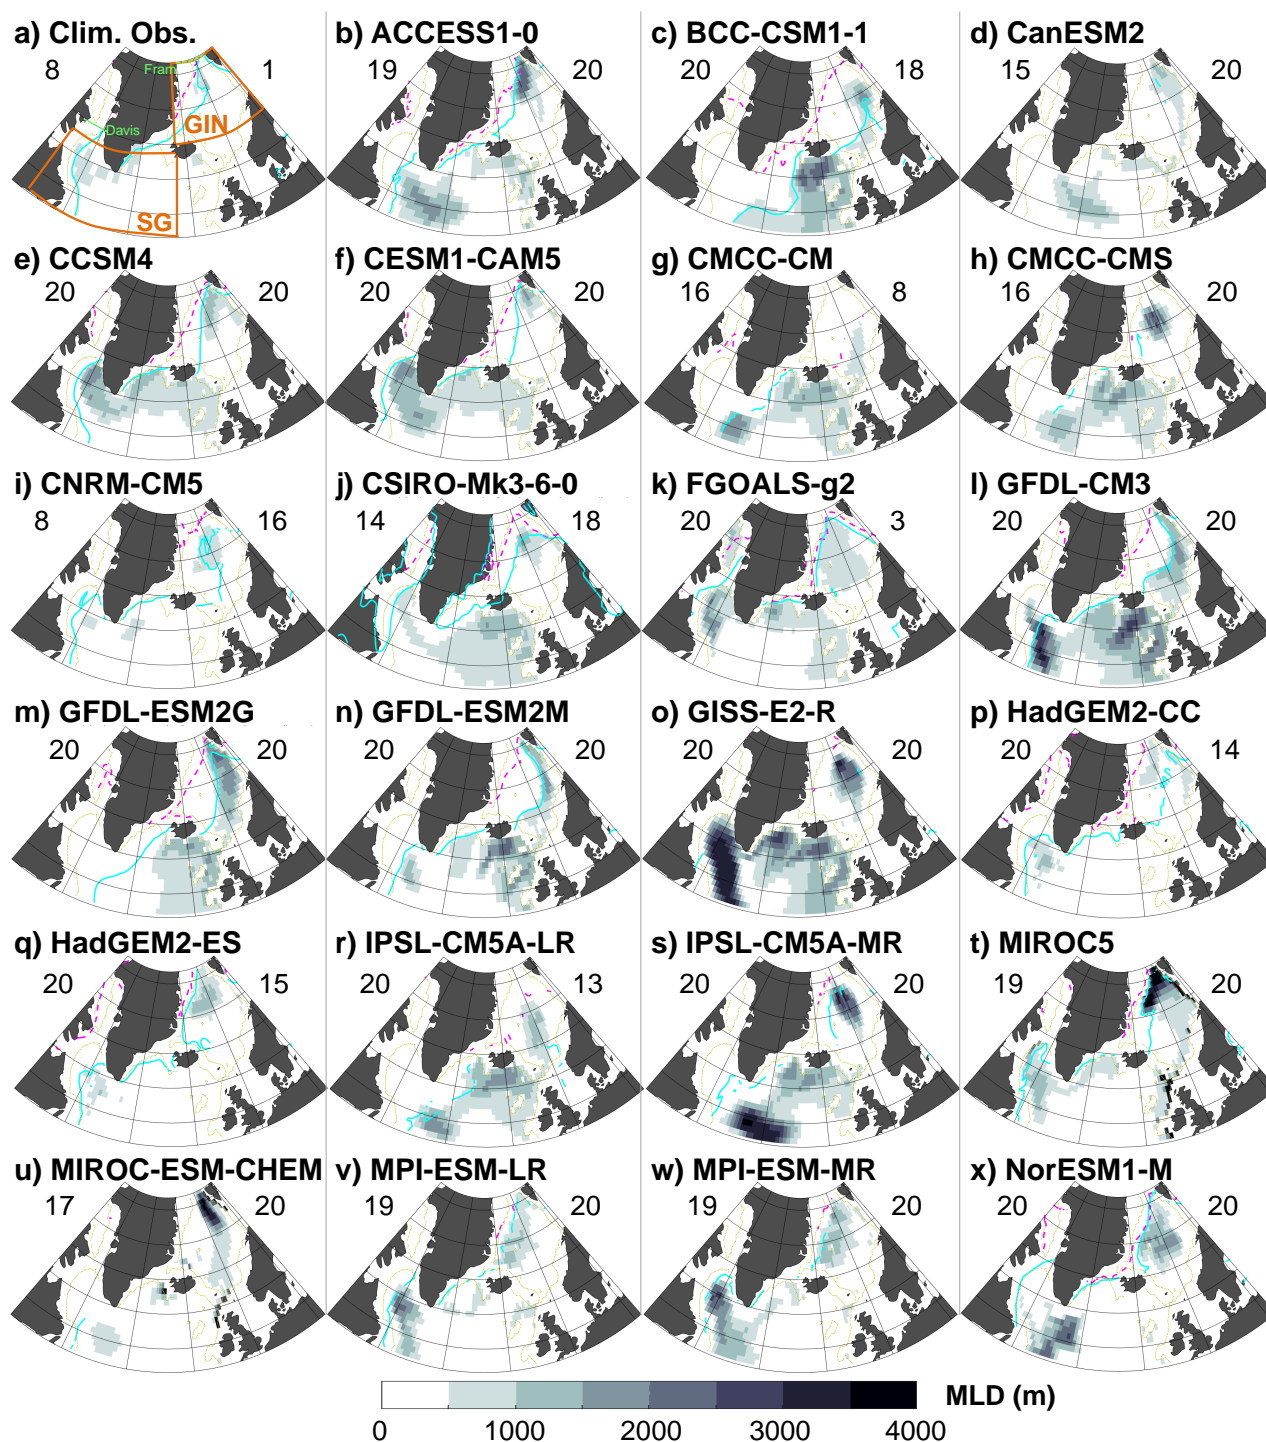 a) Clim. Obs.
b) ACCESS1-0
c) BCC-CSM1-1
d) CanESM2
8
Fram
1
19
20
20
18
15
20
Davis
GIN
SG
e) CCSM4
f) CESM1-CAM5
g) CMCC-CM
h) CMCC-CMS
20
20
20
20
16
8
16
20
i) CNRM-CM5
j) CSIRO-Mk3-6-0
k) FGOALS-g2
l) GFDL-CM3
8
16
14
18
20
3
20
20
m) GFDL-ESM2G
n) GFDL-ESM2M
o) GISS-E2-R
p) HadGEM2-CC
20
20
20
20
20
20
20
14
q) HadGEM2-ES
r) IPSL-CM5A-LR
s) IPSL-CM5A-MR
t) MIROC5
20
15
20
13
20
20
19
20
u) MIROC-ESM-CHEM
v) MPI-ESM-LR
w) MPI-ESM-MR
x) NorESM1-M
17
20
19
20
19
20
20
20
MLD (m)
0
1000
2000
3000
4000